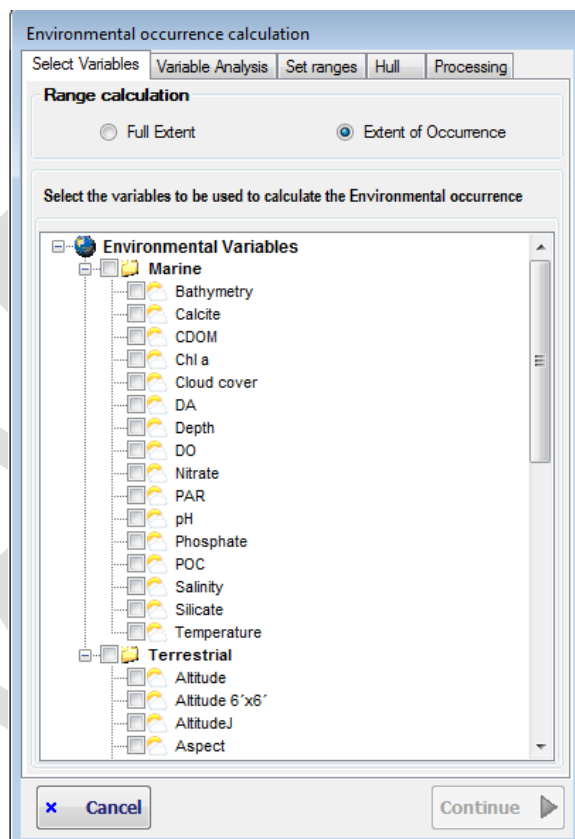 Environmental occurrence calculation
Select Variables Variable Analysis Set ranges Hull Processing
Range calculation
Full Extent Extent of Occurrence
Select the variables to be used to calculate the Environmental occurrence
Environmental Variables
Marine
Bathymetry
Calcite
CDOM
Chl a
Cloud cover
DA
Depth
DO
Nitrate
PAR
pH
Phosphate
POC
Salinity
Silicate
Temperature
Terrestrial
Altitude
Altitude 6´x6´
AltitudeJ
Aspect
Cancel Continue